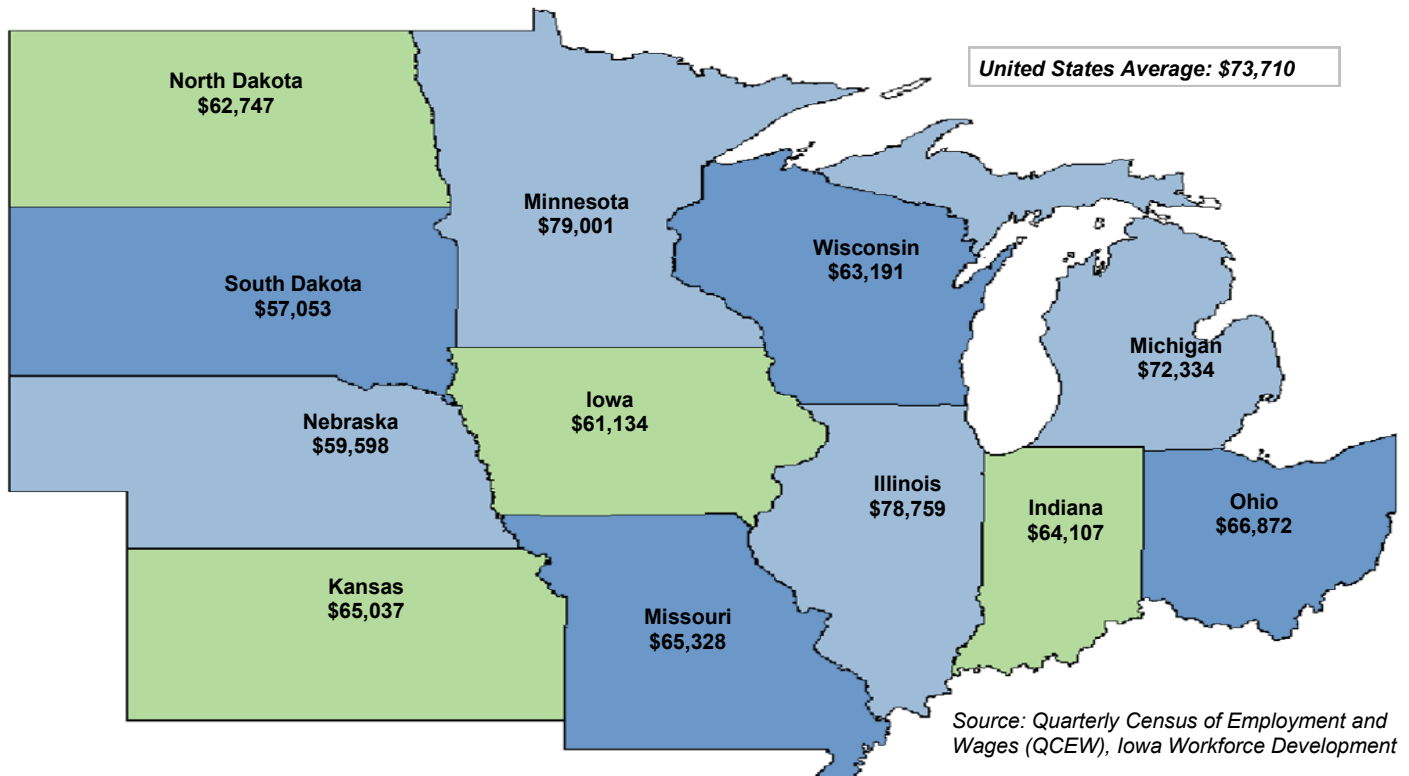 United States Average: $73,710
North Dakota
$62,747
Minnesota
$79,001
Wisconsin
$63,191
South Dakota
$57,053
Michigan
$72,334
Iowa
$61,134
Nebraska
$59,598
Illinois
$78,759
Indiana
$64,107
Ohio
$66,872
Kansas
$65,037
Missouri
$65,328
Source: Quarterly Census of Employment and
Wages (QCEW), Iowa Workforce Development